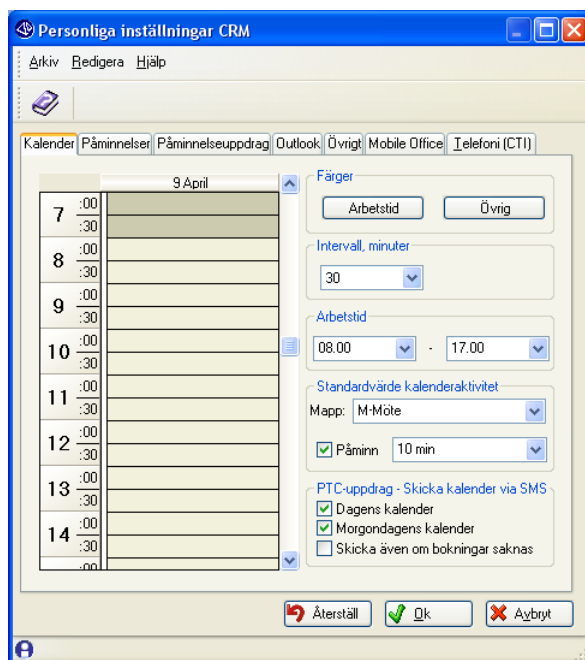 Personliga inställningar CRM
Arkiv Redigera Hjälp
Kalender Påminnelser Påminnelseuppdrag Outlook Övrigt Mobile Office Telefoni (CTI)
9 April
7 :00
:30
8 :00
:30
9 :00
:30
10 :00
:30
11 :00
:30
12 :00
:30
13 :00
:30
14 :00
:30
:00
Färger
Arbetstid Övrig
Intervall, minuter
30
Arbetstid
08.00 - 17.00
Standardvärde kalenderaktivitet
Mapp: M-Möte
Påminn 10 min
PTC-uppdrag - Skicka kalender via SMS
Dagens kalender
Morgondagens kalender
Skicka även om bokningar saknas
Återställ Ok Avbryt